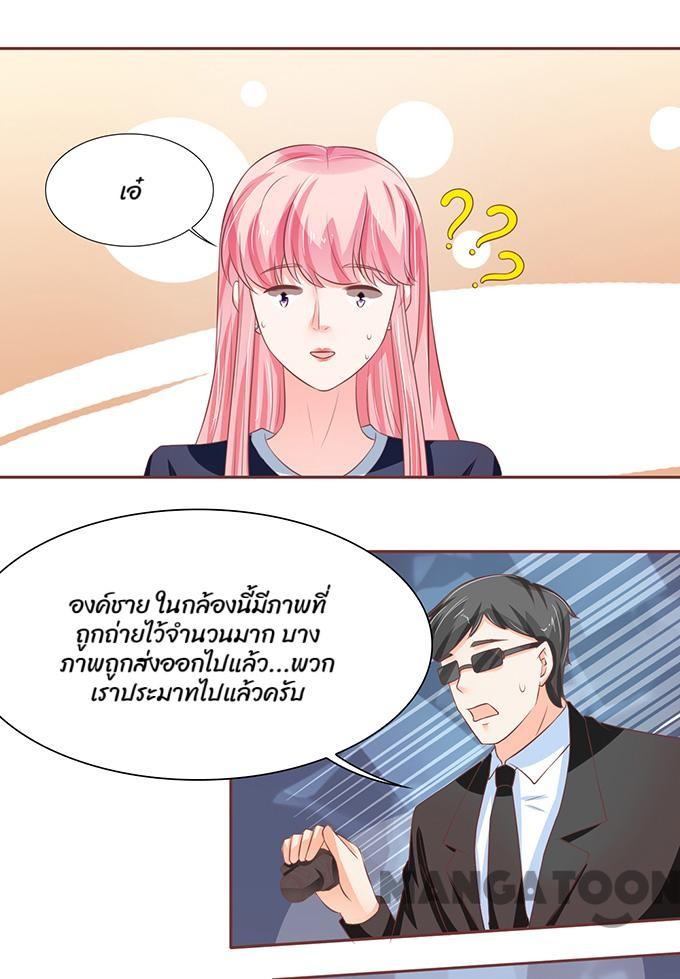 เอ๋
???
องค์ชาย ในกล้องนี้มีภาพที่
ถูกถ่ายไว้จำนวนมาก บาง
ภาพถูกส่งออกไปแล้ว...พวก
เราประมาทไปแล้วครับ
MANGATOON